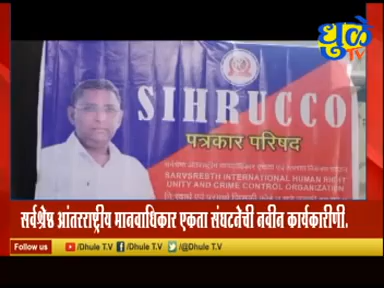 धुळे
TV
SIHRUCCO
पत्रकार परिषद
SARVSRESTH INTERNATIONAL HUMAN RIGHT
UNITY AND CRIME CONTROL ORGANIZATION
सर्वश्रेष्ठ आंतरराष्ट्रीय मानवाधिकार एकता संघटनेची नवीन कार्यकारीणी.
Follow us /Dhule T.V /Dhule T.V /@Dhule T.V